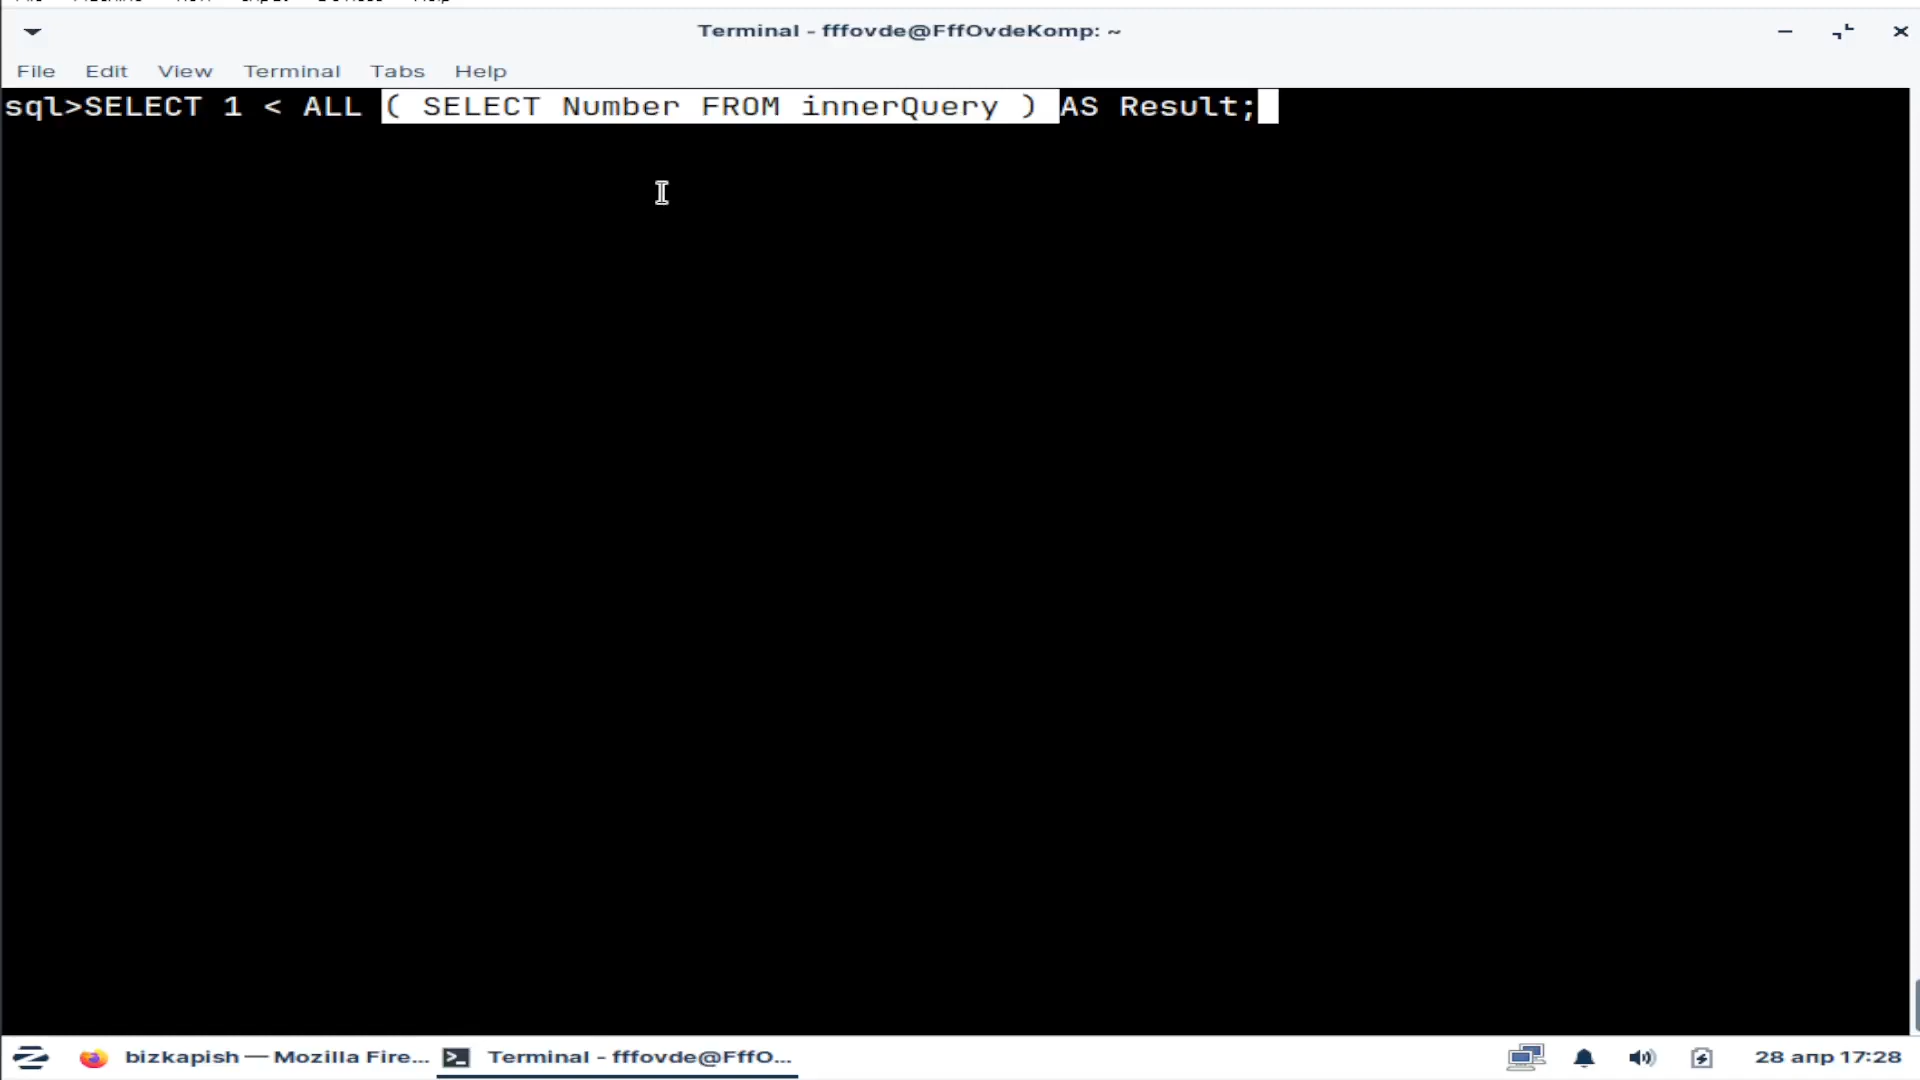 Terminal - fffovde@FffOvdeKomp: ~
File Edit View Terminal Tabs Help
sql>SELECT 1 < ALL ( SELECT Number FROM innerQuery ) AS Result;
bizkapish — Mozilla Fire... Terminal - fffovde@FffO... 28 апр 17:28